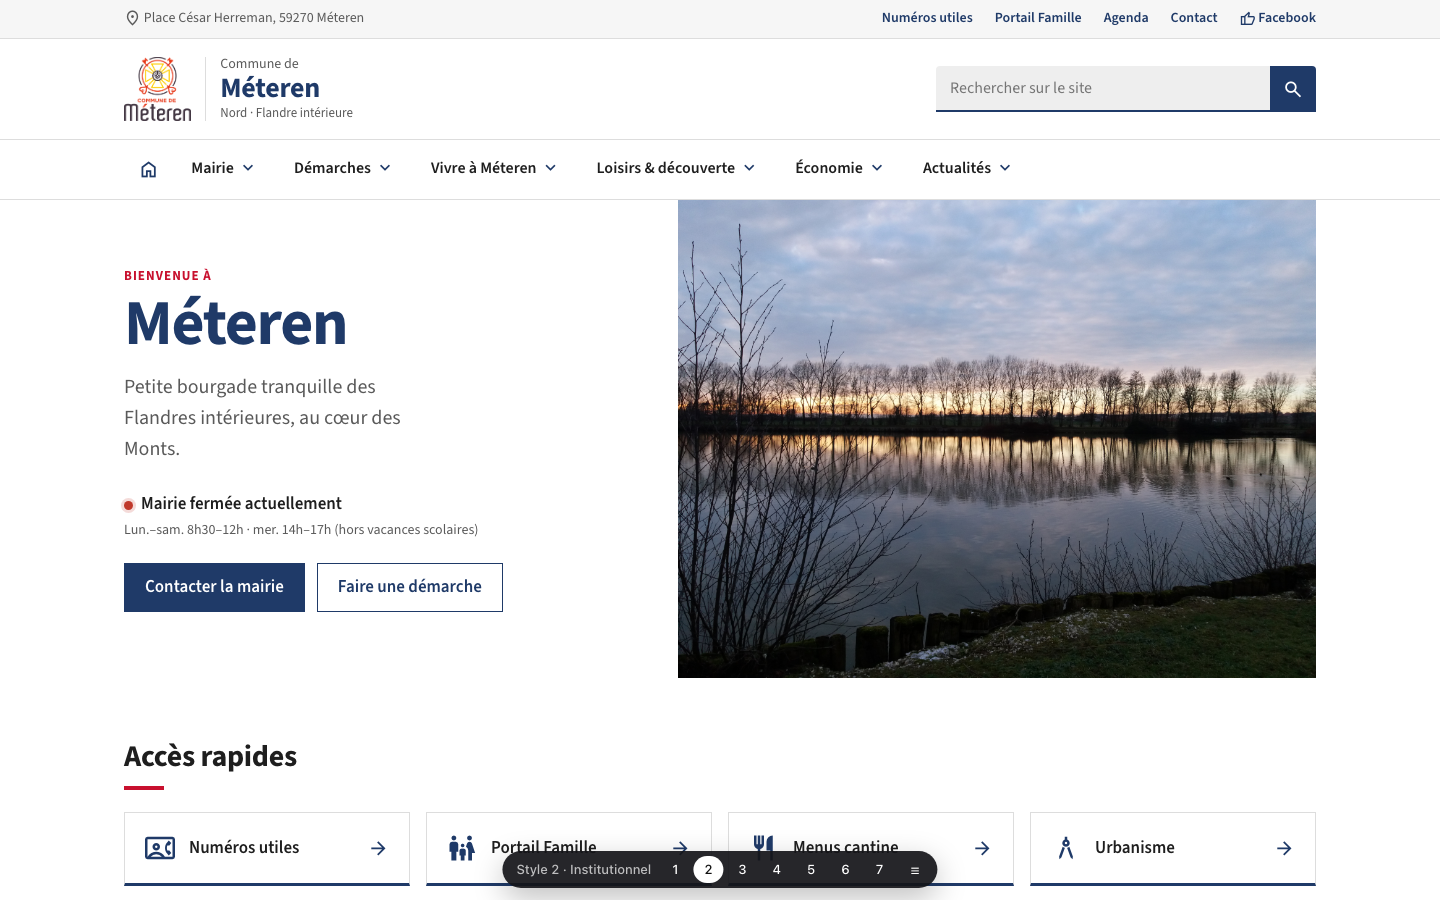 Place César Herreman, 59270 Méteren
Numéros utiles
Portail Famille
Agenda
Contact
Facebook
COMMUNE DE
Méteren
Commune de
Méteren
Nord · Flandre intérieure
Rechercher sur le site
Mairie
Démarches
Vivre à Méteren
Loisirs & découverte
Économie
Actualités
BIENVENUE À
Méteren
Petite bourgade tranquille des
Flandres intérieures, au cœur des
Monts.
Mairie fermée actuellement
Lun.–sam. 8h30–12h · mer. 14h–17h (hors vacances scolaires)
Contacter la mairie
Faire une démarche
Accès rapides
Numéros utiles
Portail Famille
Menus cantine
Urbanisme
Style 2 · Institutionnel
1
2
3
4
5
6
7
≡